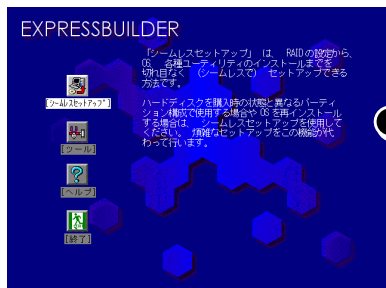 EXPRESSBUILDER
「シームレスセットアップ」 は、 RAIDの設定から、
OS、 各種ユーティリティのインストールまでを
切れ目なく （シームレスで） セットアップできる
方法です。
ハードディスクを購入時の状態と異なるパーティ
ション構成で使用する場合や OS を再インストール
する場合は、 シームレスセットアップを使用して
ください。 煩雑なセットアップをこの機能が代
わって行います。
[シームレスセットアップ]
[ツール]
[ヘルプ]
[終了]